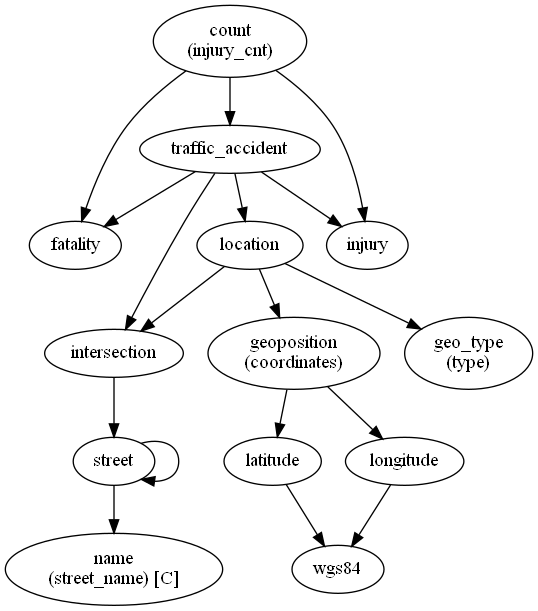 count
(injury_cnt)
traffic_accident
fatality
location
injury
intersection
geoposition
(coordinates)
geo_type
(type)
street
latitude
longitude
name
(street_name) [C]
wgs84